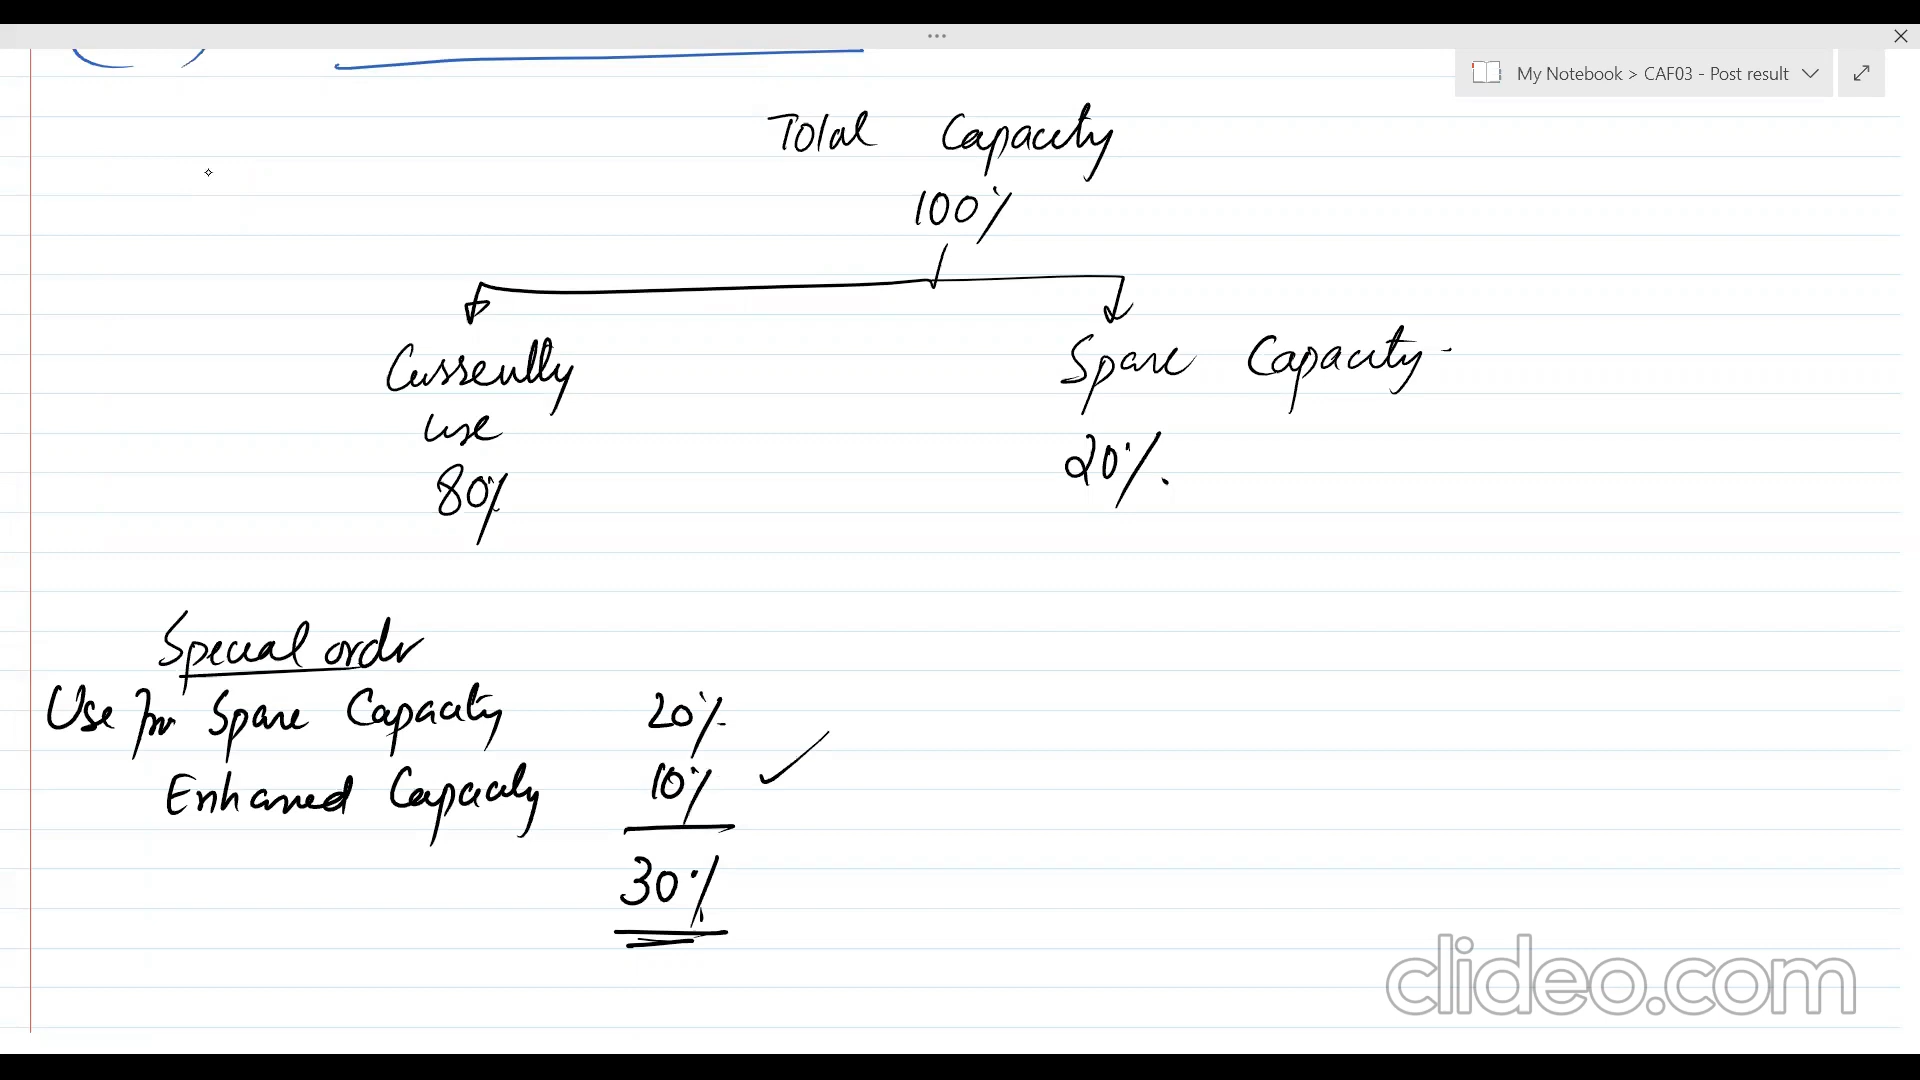 ...
My Notebook > CAF03 - Post result
Total Capacity
100%
Currently
use
80%
Spare Capacity
20%.
Special order
Use for Spare Capacity 20%
Enhanced Capacity 10% ✓
30%
clideo.com